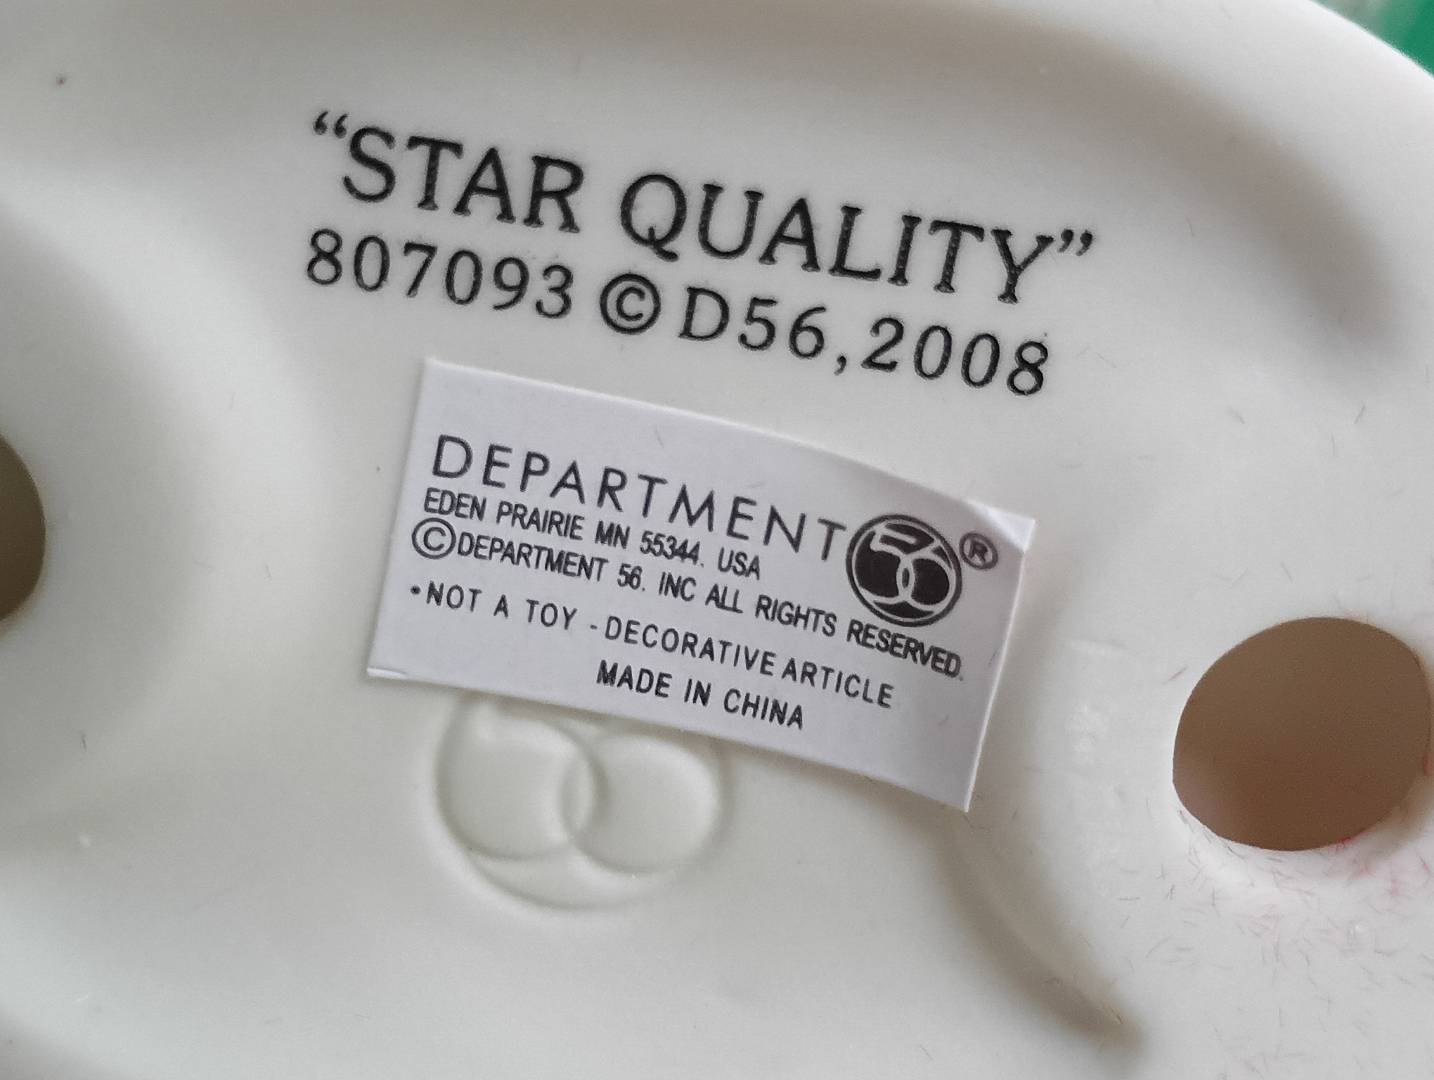 “STAR QUALITY”
807093 © D56, 2008
DEPARTMENT 56®
EDEN PRAIRIE MN 55344. USA
©DEPARTMENT 56. INC ALL RIGHTS RESERVED.
•NOT A TOY - DECORATIVE ARTICLE
MADE IN CHINA